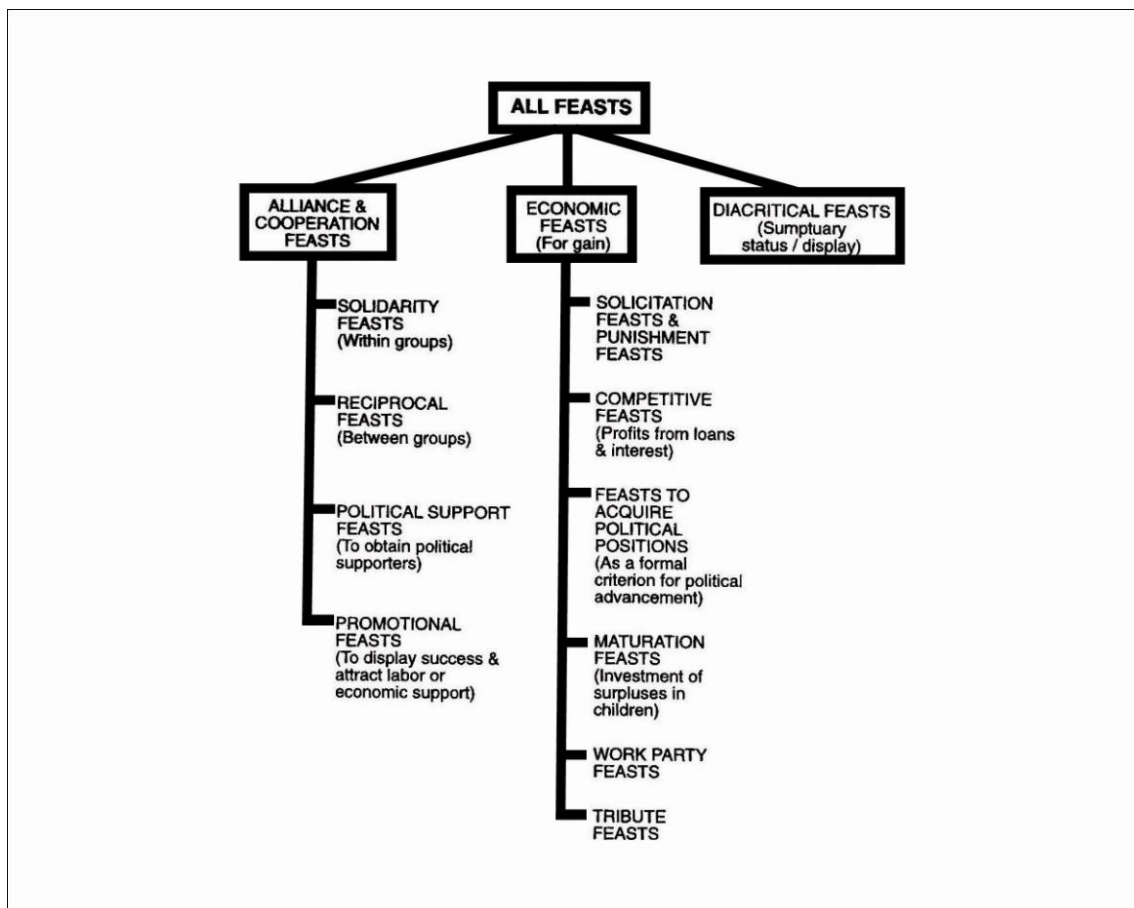 ALL FEASTS
ALLIANCE &
COOPERATION
FEASTS
SOLIDARITY
FEASTS
(Within groups)
RECIPROCAL
FEASTS
(Between groups)
POLITICAL SUPPORT
FEASTS
(To obtain political
supporters)
PROMOTIONAL
FEASTS
(To display success &
attract labor or
economic support)
ECONOMIC
FEASTS
(For gain)
SOLICITATION
FEASTS &
PUNISHMENT
FEASTS
COMPETITIVE
FEASTS
(Profits from loans
& interest)
FEASTS TO
ACQUIRE
POLITICAL
POSITIONS
(As a formal
criterion for political
advancement)
MATURATION
FEASTS
(Investment of
surpluses in
children)
WORK PARTY
FEASTS
TRIBUTE
FEASTS
DIACRITICAL FEASTS
(Sumptuary
status / display)